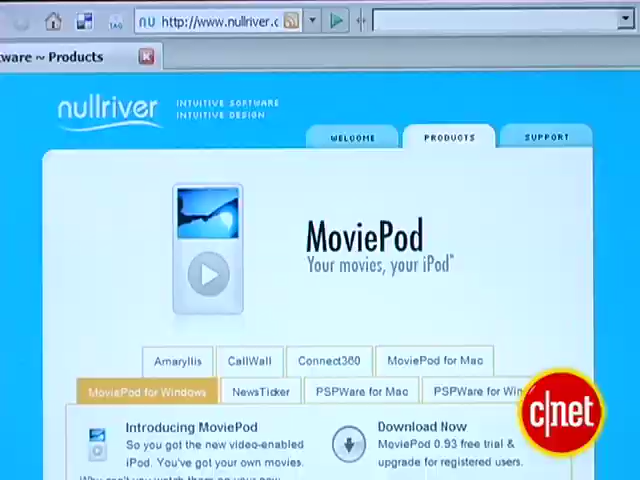 http://www.nullriver.c
ware ~ Products
nullriver
INTUITIVE SOFTWARE
INTUITIVE DESIGN
WELCOME
PRODUCTS
SUPPORT
MoviePod
Your movies, your iPod™
Amaryllis
CallWall
Connect360
MoviePod for Mac
MoviePod for Windows
NewsTicker
PSPWare for Mac
PSPWare for Win
c|net
Introducing MoviePod
So you got the new video-enabled
iPod. You've got your own movies.
Download Now
MoviePod 0.93 free trial &
upgrade for registered users.